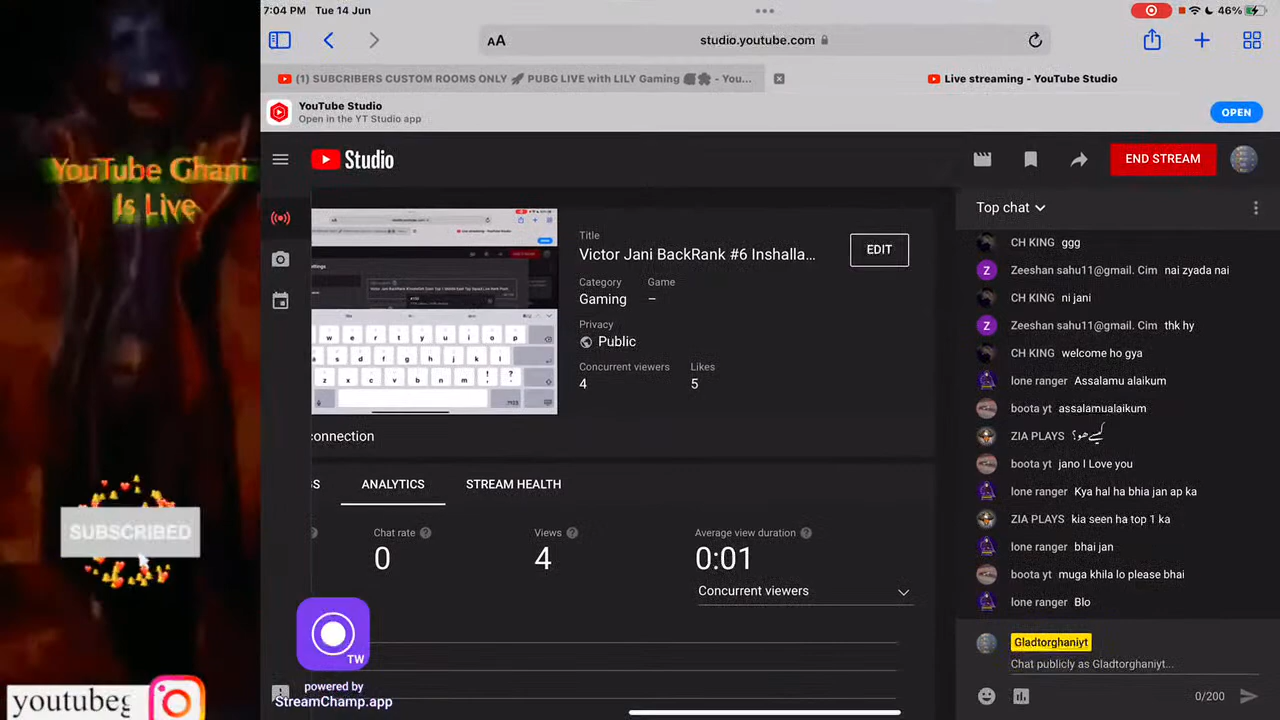 7:04 PM Tue 14 Jun
46%
AA
studio.youtube.com
(1) SUBCRIBERS CUSTOM ROOMS ONLY 🚀 PUBG LIVE with LILY Gaming - You...
Live streaming - YouTube Studio
YouTube Studio
Open in the YT Studio app
OPEN
Studio
END STREAM
YouTube Ghani
Is Live
Title
Victor Jani BackRank #6 Inshalla...
EDIT
Category
Game
Gaming
–
Privacy
Public
Concurrent viewers
Likes
4
5
connection
GS
ANALYTICS
STREAM HEALTH
Chat rate
Views
Average view duration
0
4
0:01
Concurrent viewers
SUBSCRIBED
TW
powered by
StreamChamp.app
youtubeg
Top chat
CH KING ggg
Zeeshan sahu11@gmail. Cim nai zyada nai
CH KING ni jani
Zeeshan sahu11@gmail. Cim thk hy
CH KING welcome ho gya
lone ranger Assalamu alaikum
boota yt assalamualaikum
ZIA PLAYS کیسے ھو؟
boota yt jano I Love you
lone ranger Kya hal ha bhia jan ap ka
ZIA PLAYS kia seen ha top 1 ka
lone ranger bhai jan
boota yt muga khila lo please bhai
lone ranger Blo
Gladtorghaniyt
Chat publicly as Gladtorghaniyt...
0/200